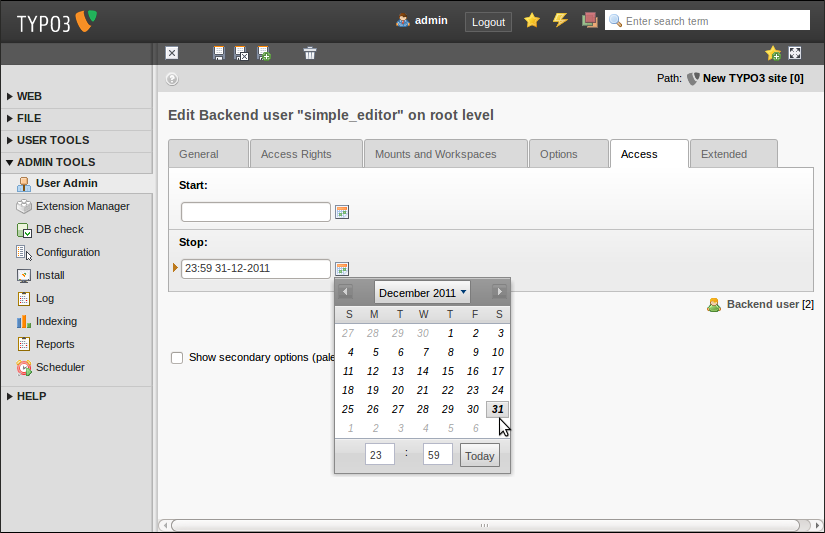 TYPO3
admin
Logout
Enter search term
Path: New TYPO3 site [0]
WEB
FILE
USER TOOLS
ADMIN TOOLS
User Admin
Extension Manager
DB check
Configuration
Install
Log
Indexing
Reports
Scheduler
HELP
Edit Backend user "simple_editor" on root level
General Access Rights Mounts and Workspaces Options Access Extended
Start:
Stop:
23:59 31-12-2011
December 2011
S M T W T F S
27 28 29 30 1 2 3
4 5 6 7 8 9 10
11 12 13 14 15 16 17
18 19 20 21 22 23 24
25 26 27 28 29 30 31
1 2 3 4 5 6
23 : 59 Today
Backend user [2]
Show secondary options (pale